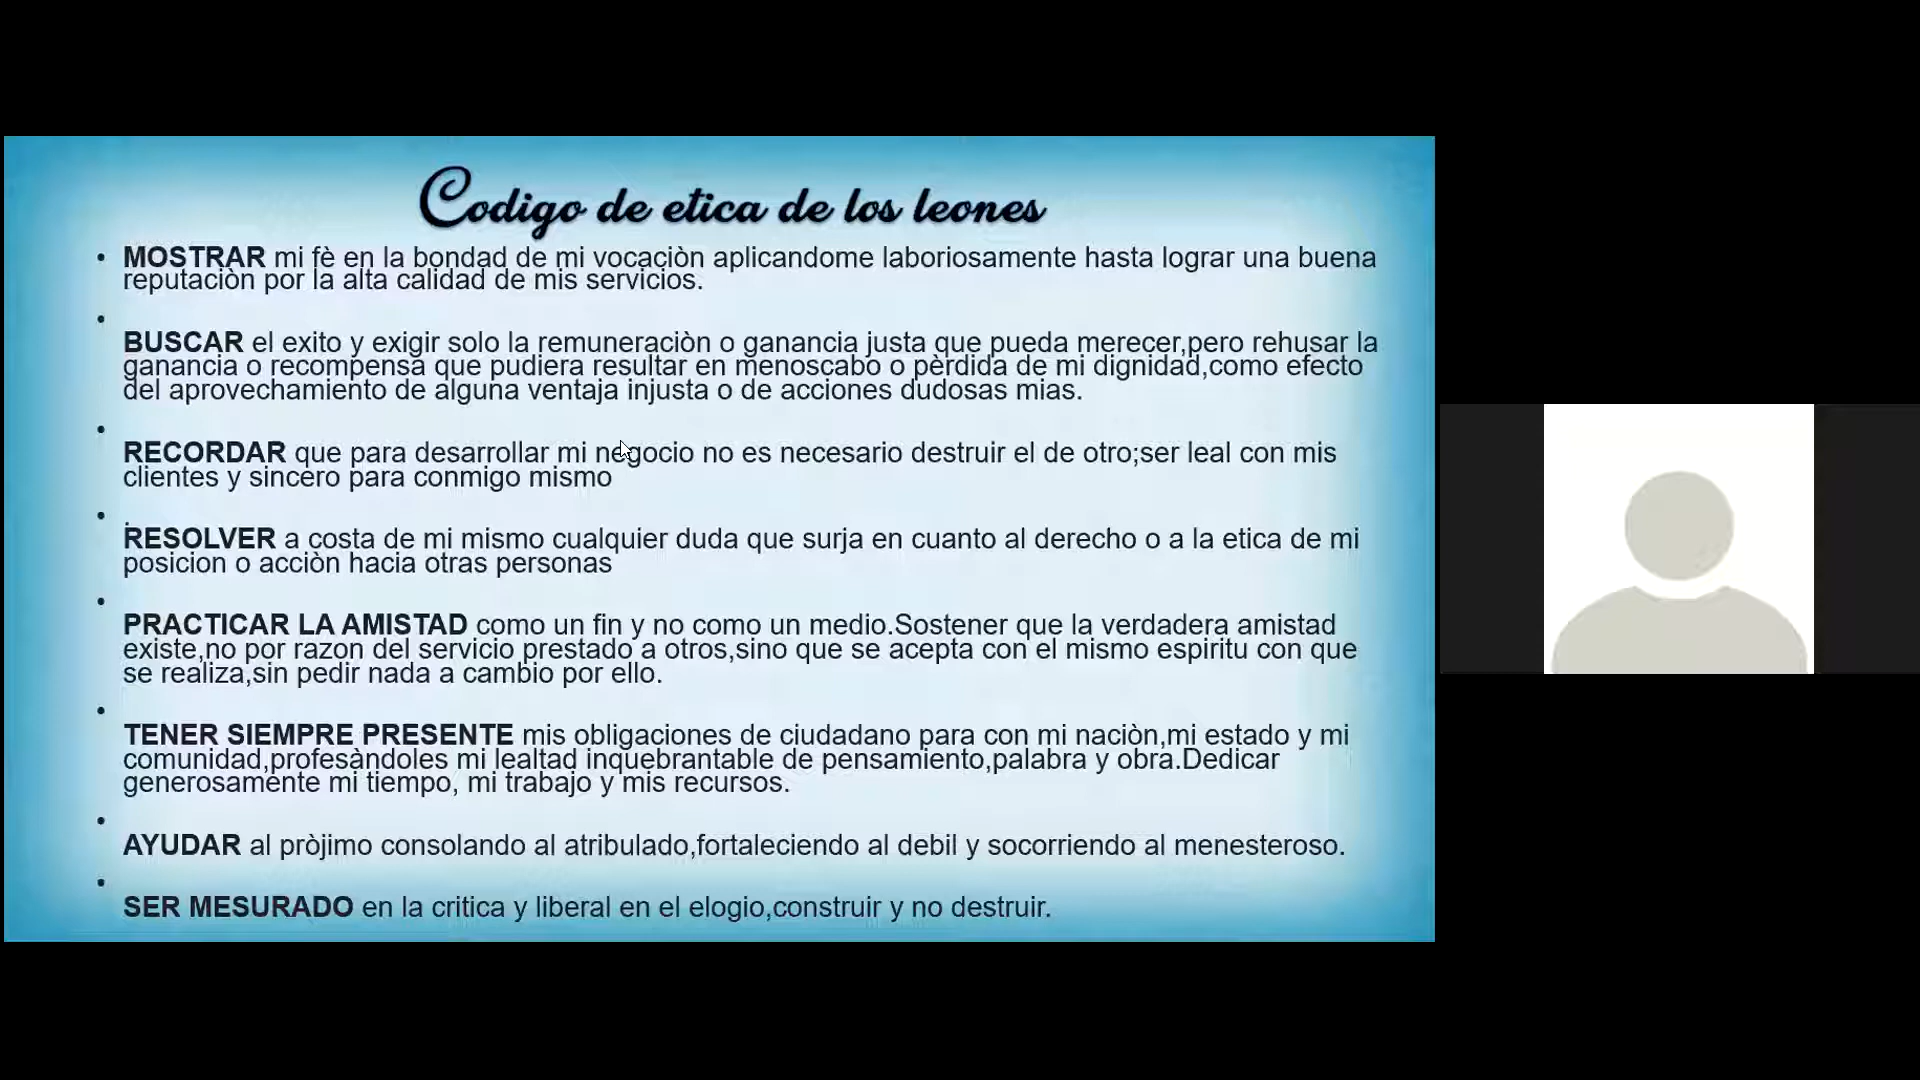 Codigo de etica de los leones
• MOSTRAR mi fè en la bondad de mi vocaciòn aplicandome laboriosamente hasta lograr una buena
reputaciòn por la alta calidad de mis servicios.
•
BUSCAR el exito y exigir solo la remuneraciòn o ganancia justa que pueda merecer,pero rehusar la
ganancia o recompensa que pudiera resultar en menoscabo o pèrdida de mi dignidad,como efecto
del aprovechamiento de alguna ventaja injusta o de acciones dudosas mias.
•
RECORDAR que para desarrollar mi negocio no es necesario destruir el de otro;ser leal con mis
clientes y sincero para conmigo mismo
•
RESOLVER a costa de mi mismo cualquier duda que surja en cuanto al derecho o a la etica de mi
posicion o acciòn hacia otras personas
•
PRACTICAR LA AMISTAD como un fin y no como un medio.Sostener que la verdadera amistad
existe,no por razon del servicio prestado a otros,sino que se acepta con el mismo espiritu con que
se realiza,sin pedir nada a cambio por ello.
•
TENER SIEMPRE PRESENTE mis obligaciones de ciudadano para con mi naciòn,mi estado y mi
comunidad,profesàndoles mi lealtad inquebrantable de pensamiento,palabra y obra.Dedicar
generosamente mi tiempo, mi trabajo y mis recursos.
•
AYUDAR al pròjimo consolando al atribulado,fortaleciendo al debil y socorriendo al menesteroso.
•
SER MESURADO en la critica y liberal en el elogio,construir y no destruir.